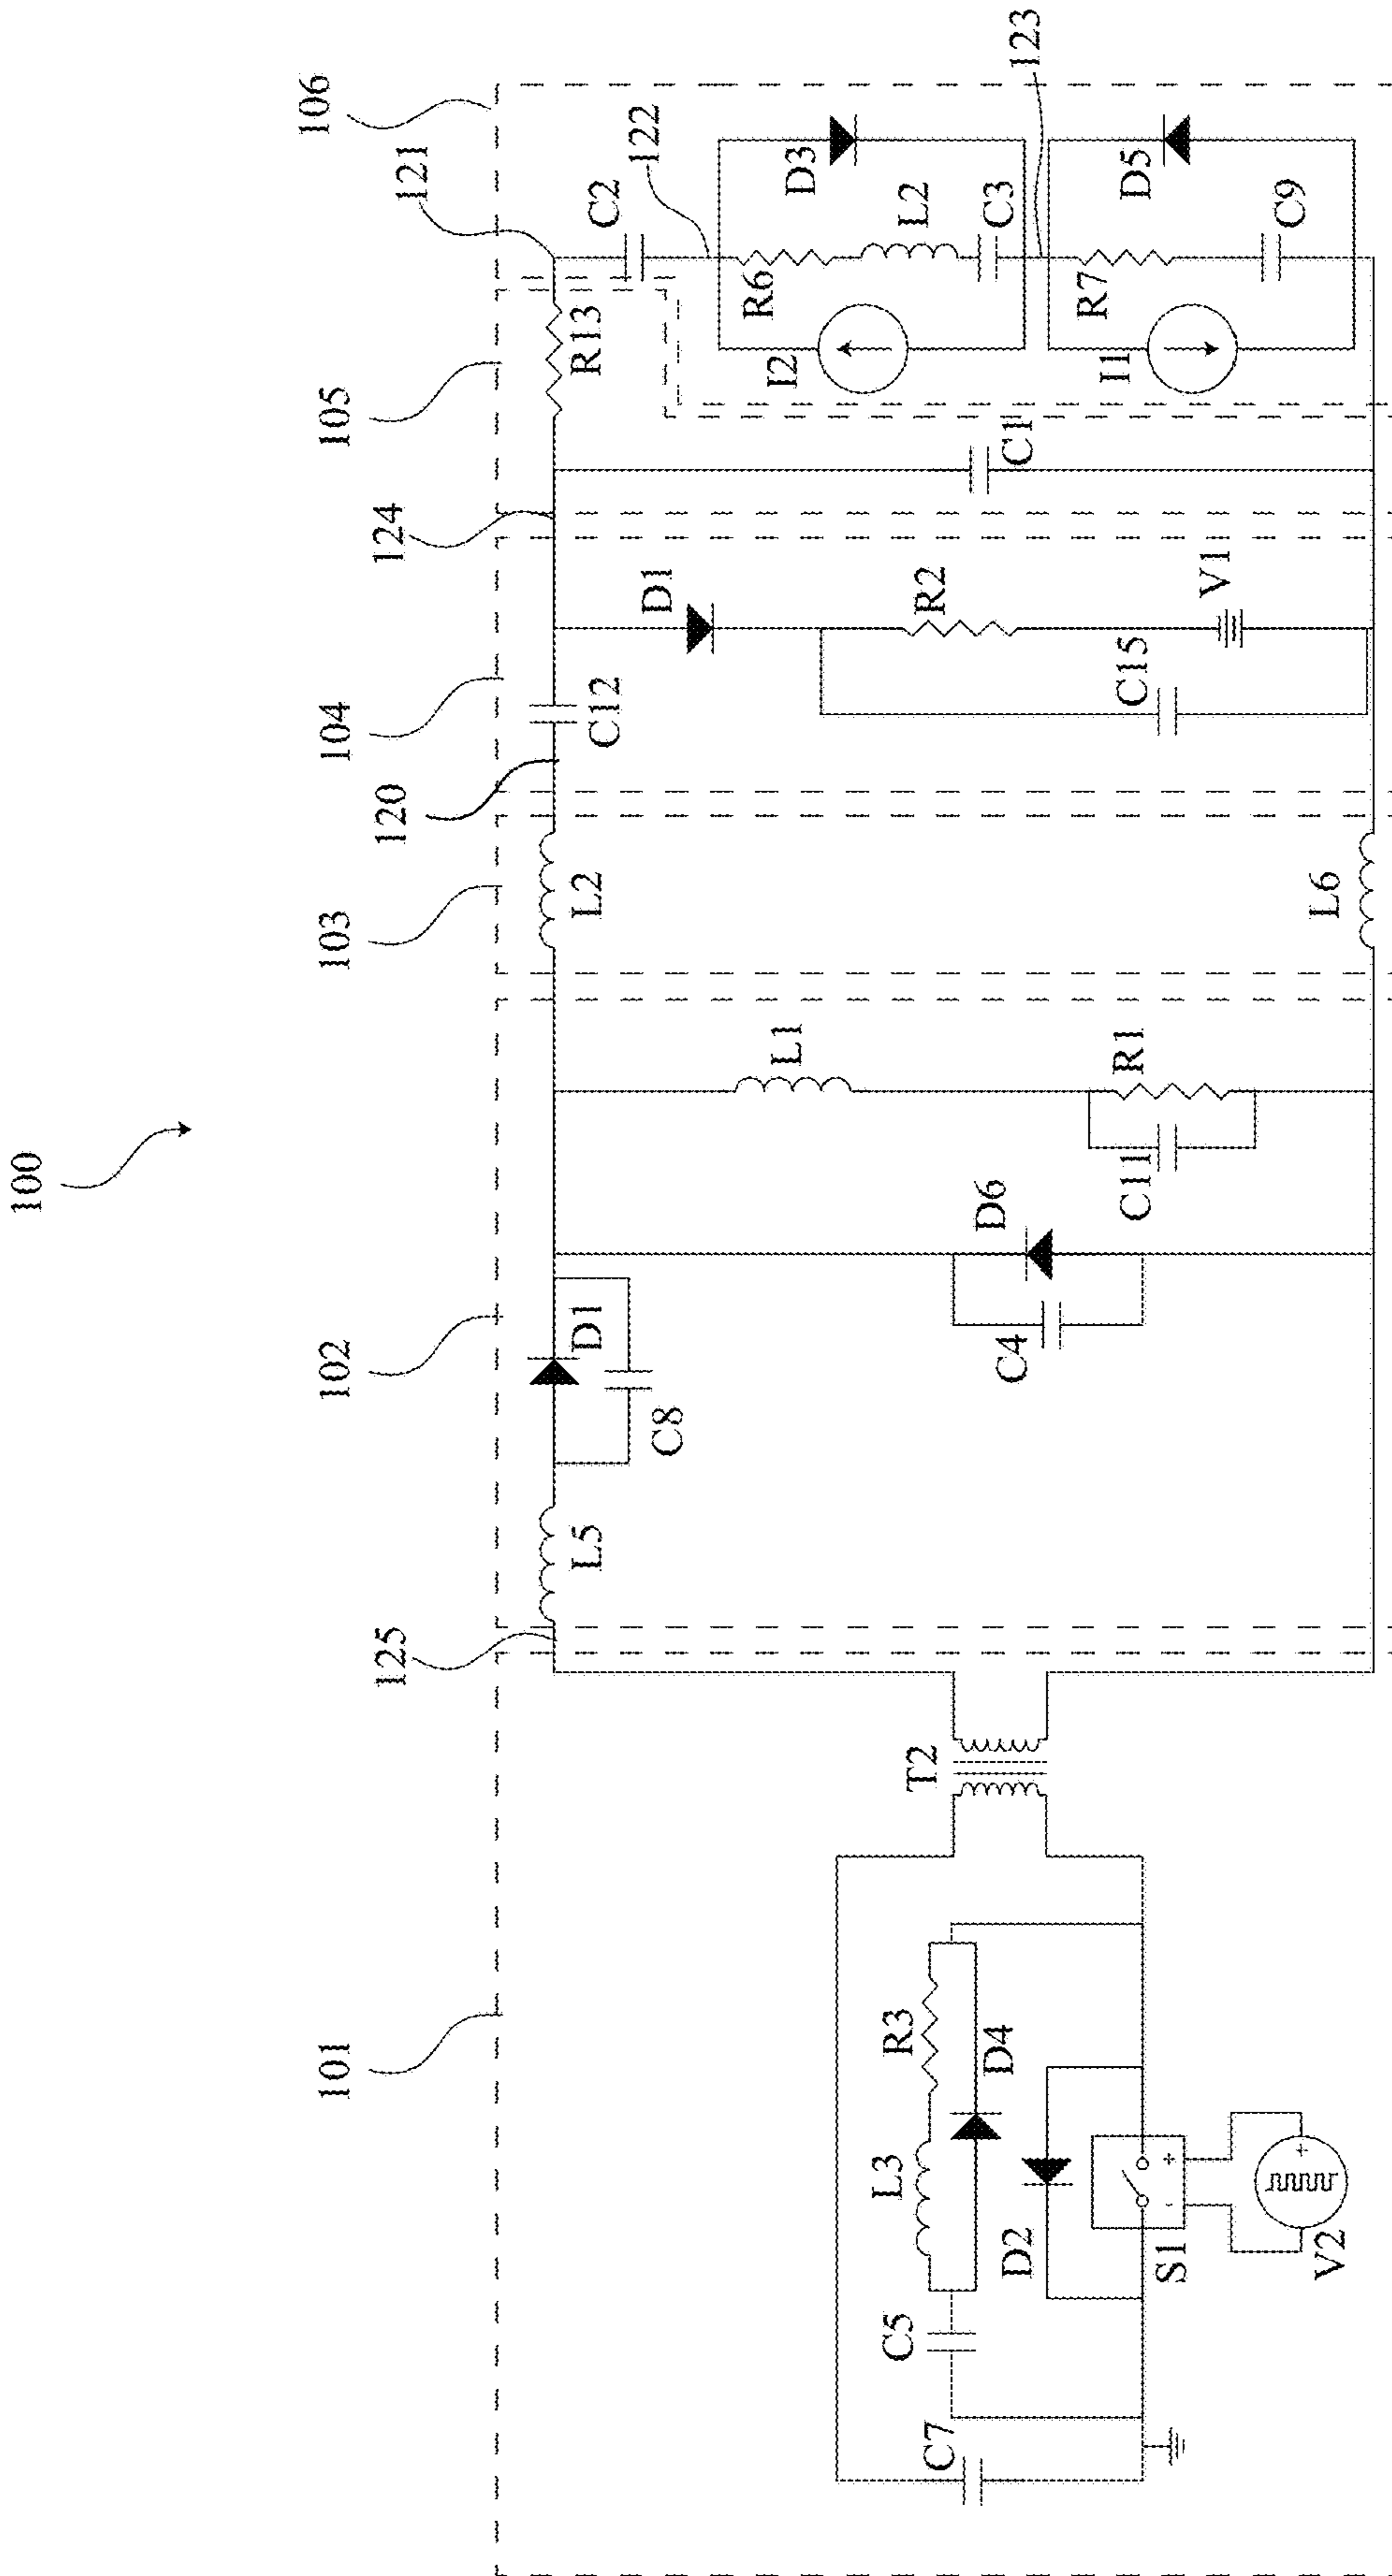 100
101
102
103
104
105
106
125
120
124
121
L5
D1
L2
C12
R13
C2
C8
122
D1
L1
D3
R6
T2
C7
C5
L3
R3
D4
C4
D6
R2
C1
I2
L2
C3
123
D2
C11
R1
C15
V1
I1
R7
D5
S1
- +
L6
C9
V2
+